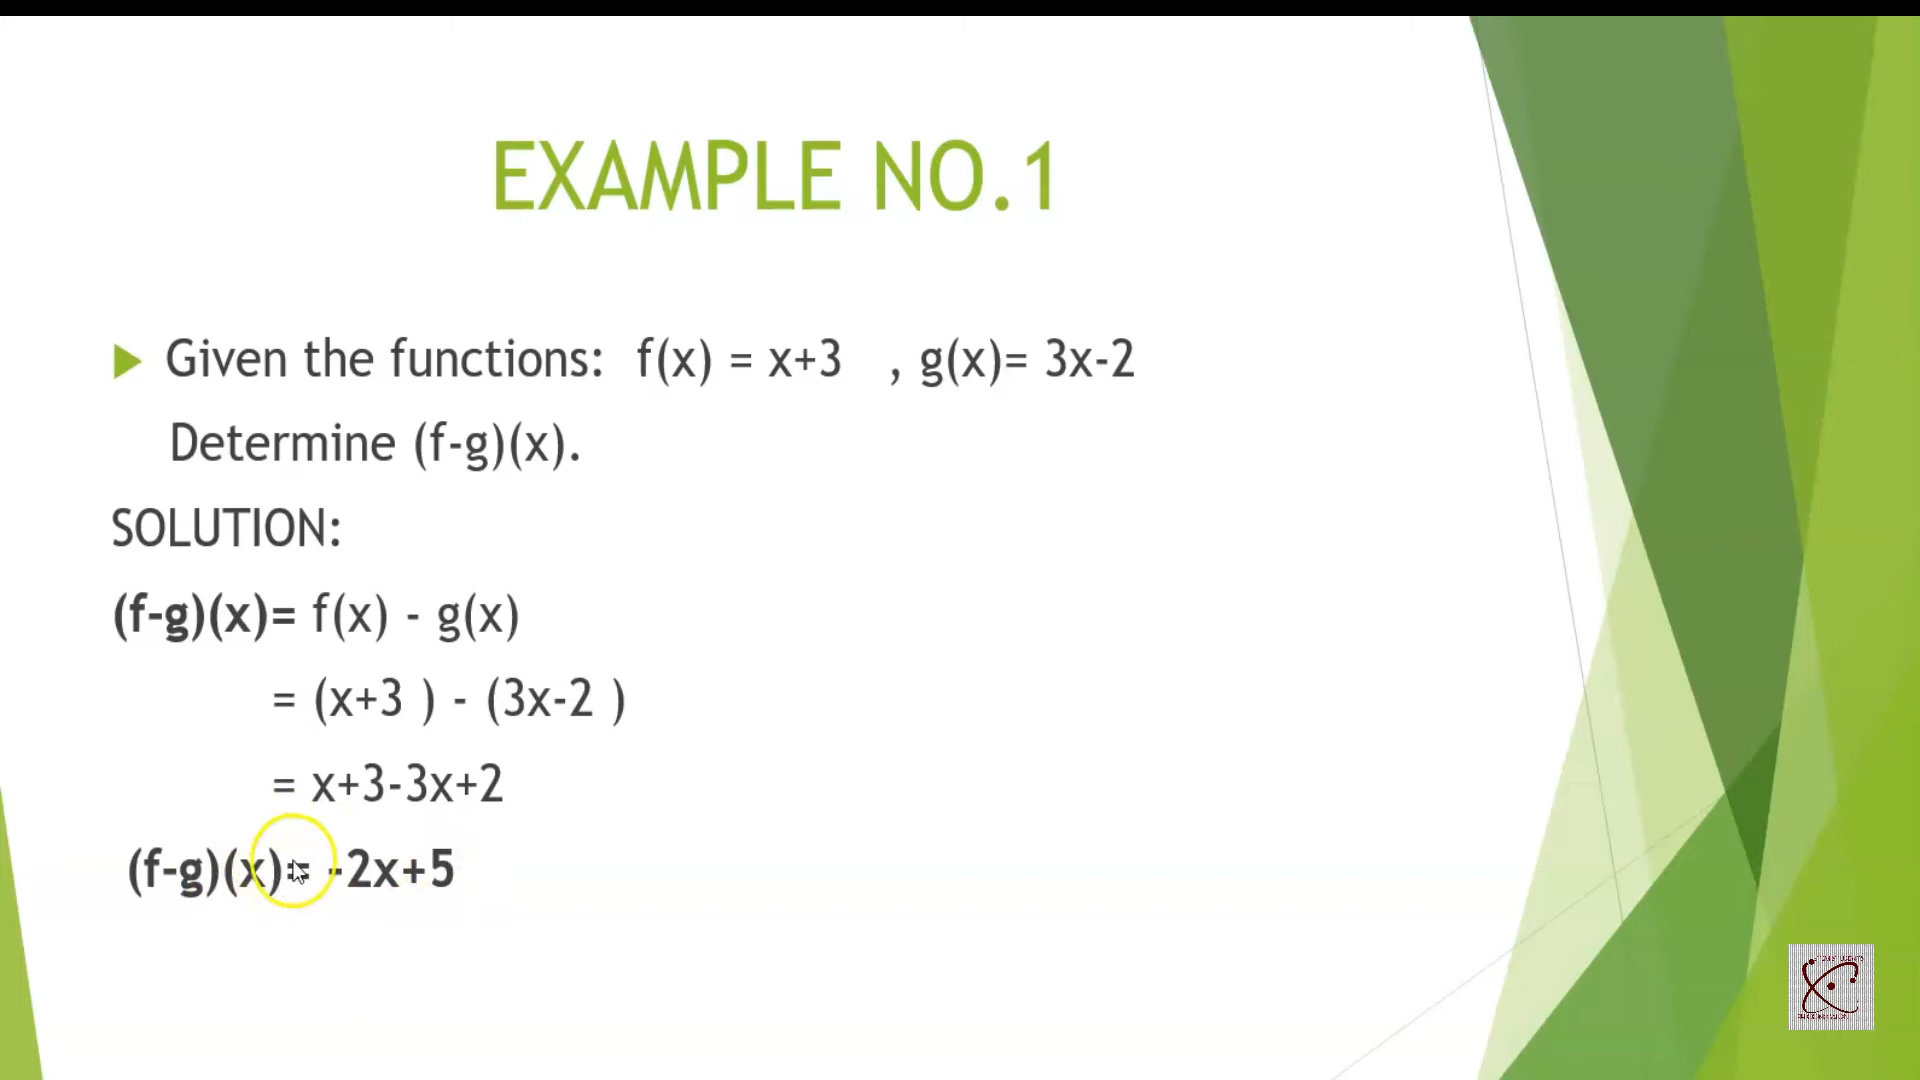 EXAMPLE NO.1
Given the functions: f(x) = x+3 , g(x)= 3x-2
Determine (f-g)(x).
SOLUTION:
(f-g)(x)= f(x) - g(x)
= (x+3 ) - (3x-2 )
= x+3-3x+2
(f-g)(x)= -2x+5